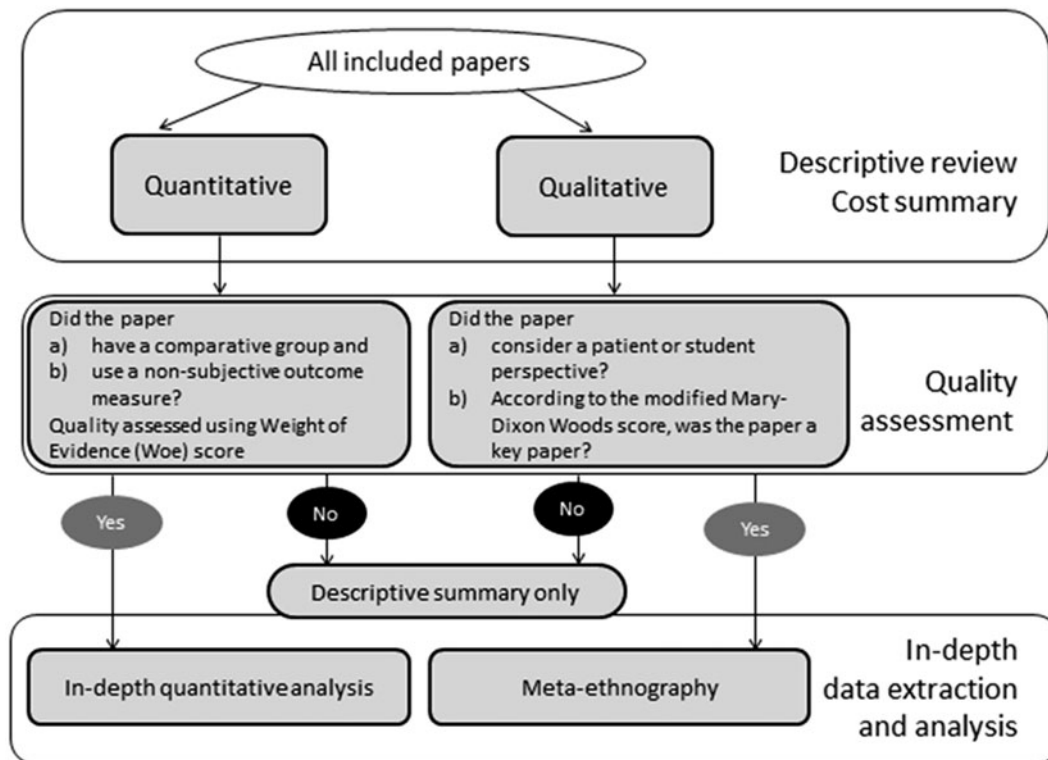 All included papers
Quantitative
Qualitative
Descriptive review
Cost summary
Did the paper
a) have a comparative group and
b) use a non-subjective outcome
measure?
Quality assessed using Weight of
Evidence (Woe) score
Did the paper
a) consider a patient or student
perspective?
b) According to the modified Mary-
Dixon Woods score, was the paper a
key paper?
Quality
assessment
Yes
No
No
Yes
Descriptive summary only
In-depth quantitative analysis
Meta-ethnography
In-depth
data extraction
and analysis